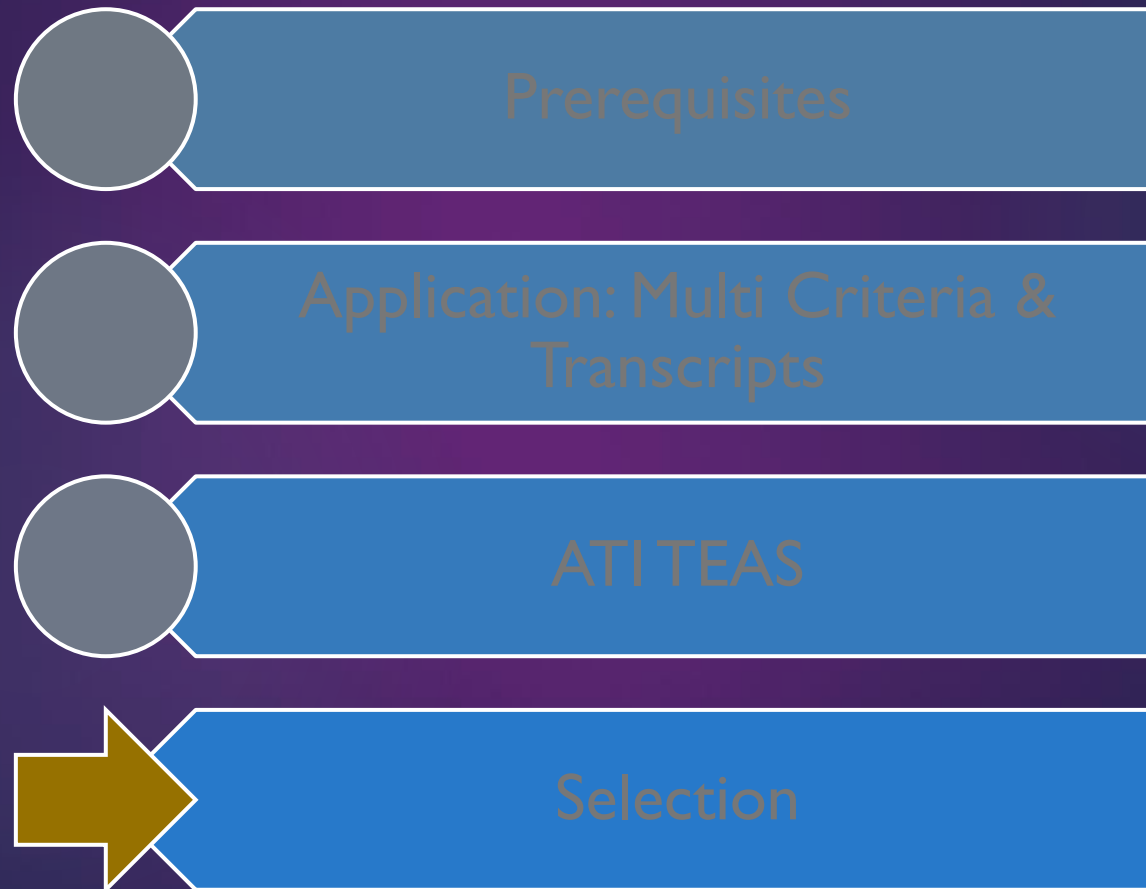 Prerequisites
Application: Multi Criteria &
Transcripts
ATI TEAS
Selection